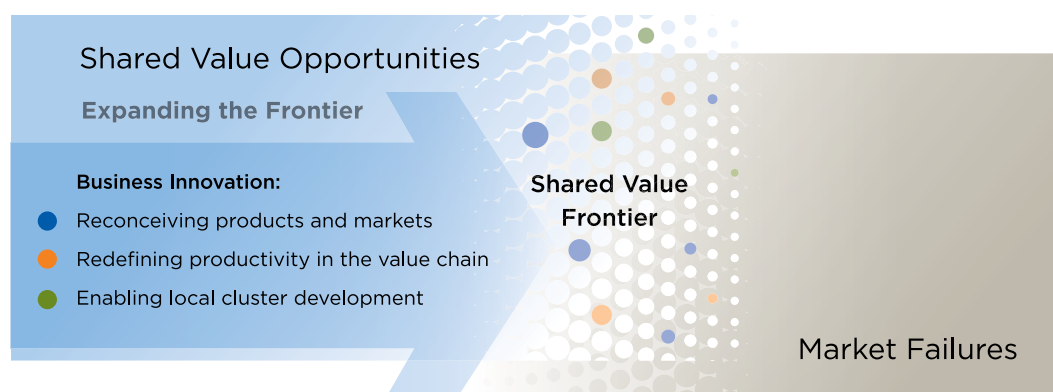 Shared Value Opportunities
Expanding the Frontier
Business Innovation:
Reconceiving products and markets
Redefining productivity in the value chain
Enabling local cluster development
Shared Value
Frontier
Market Failures